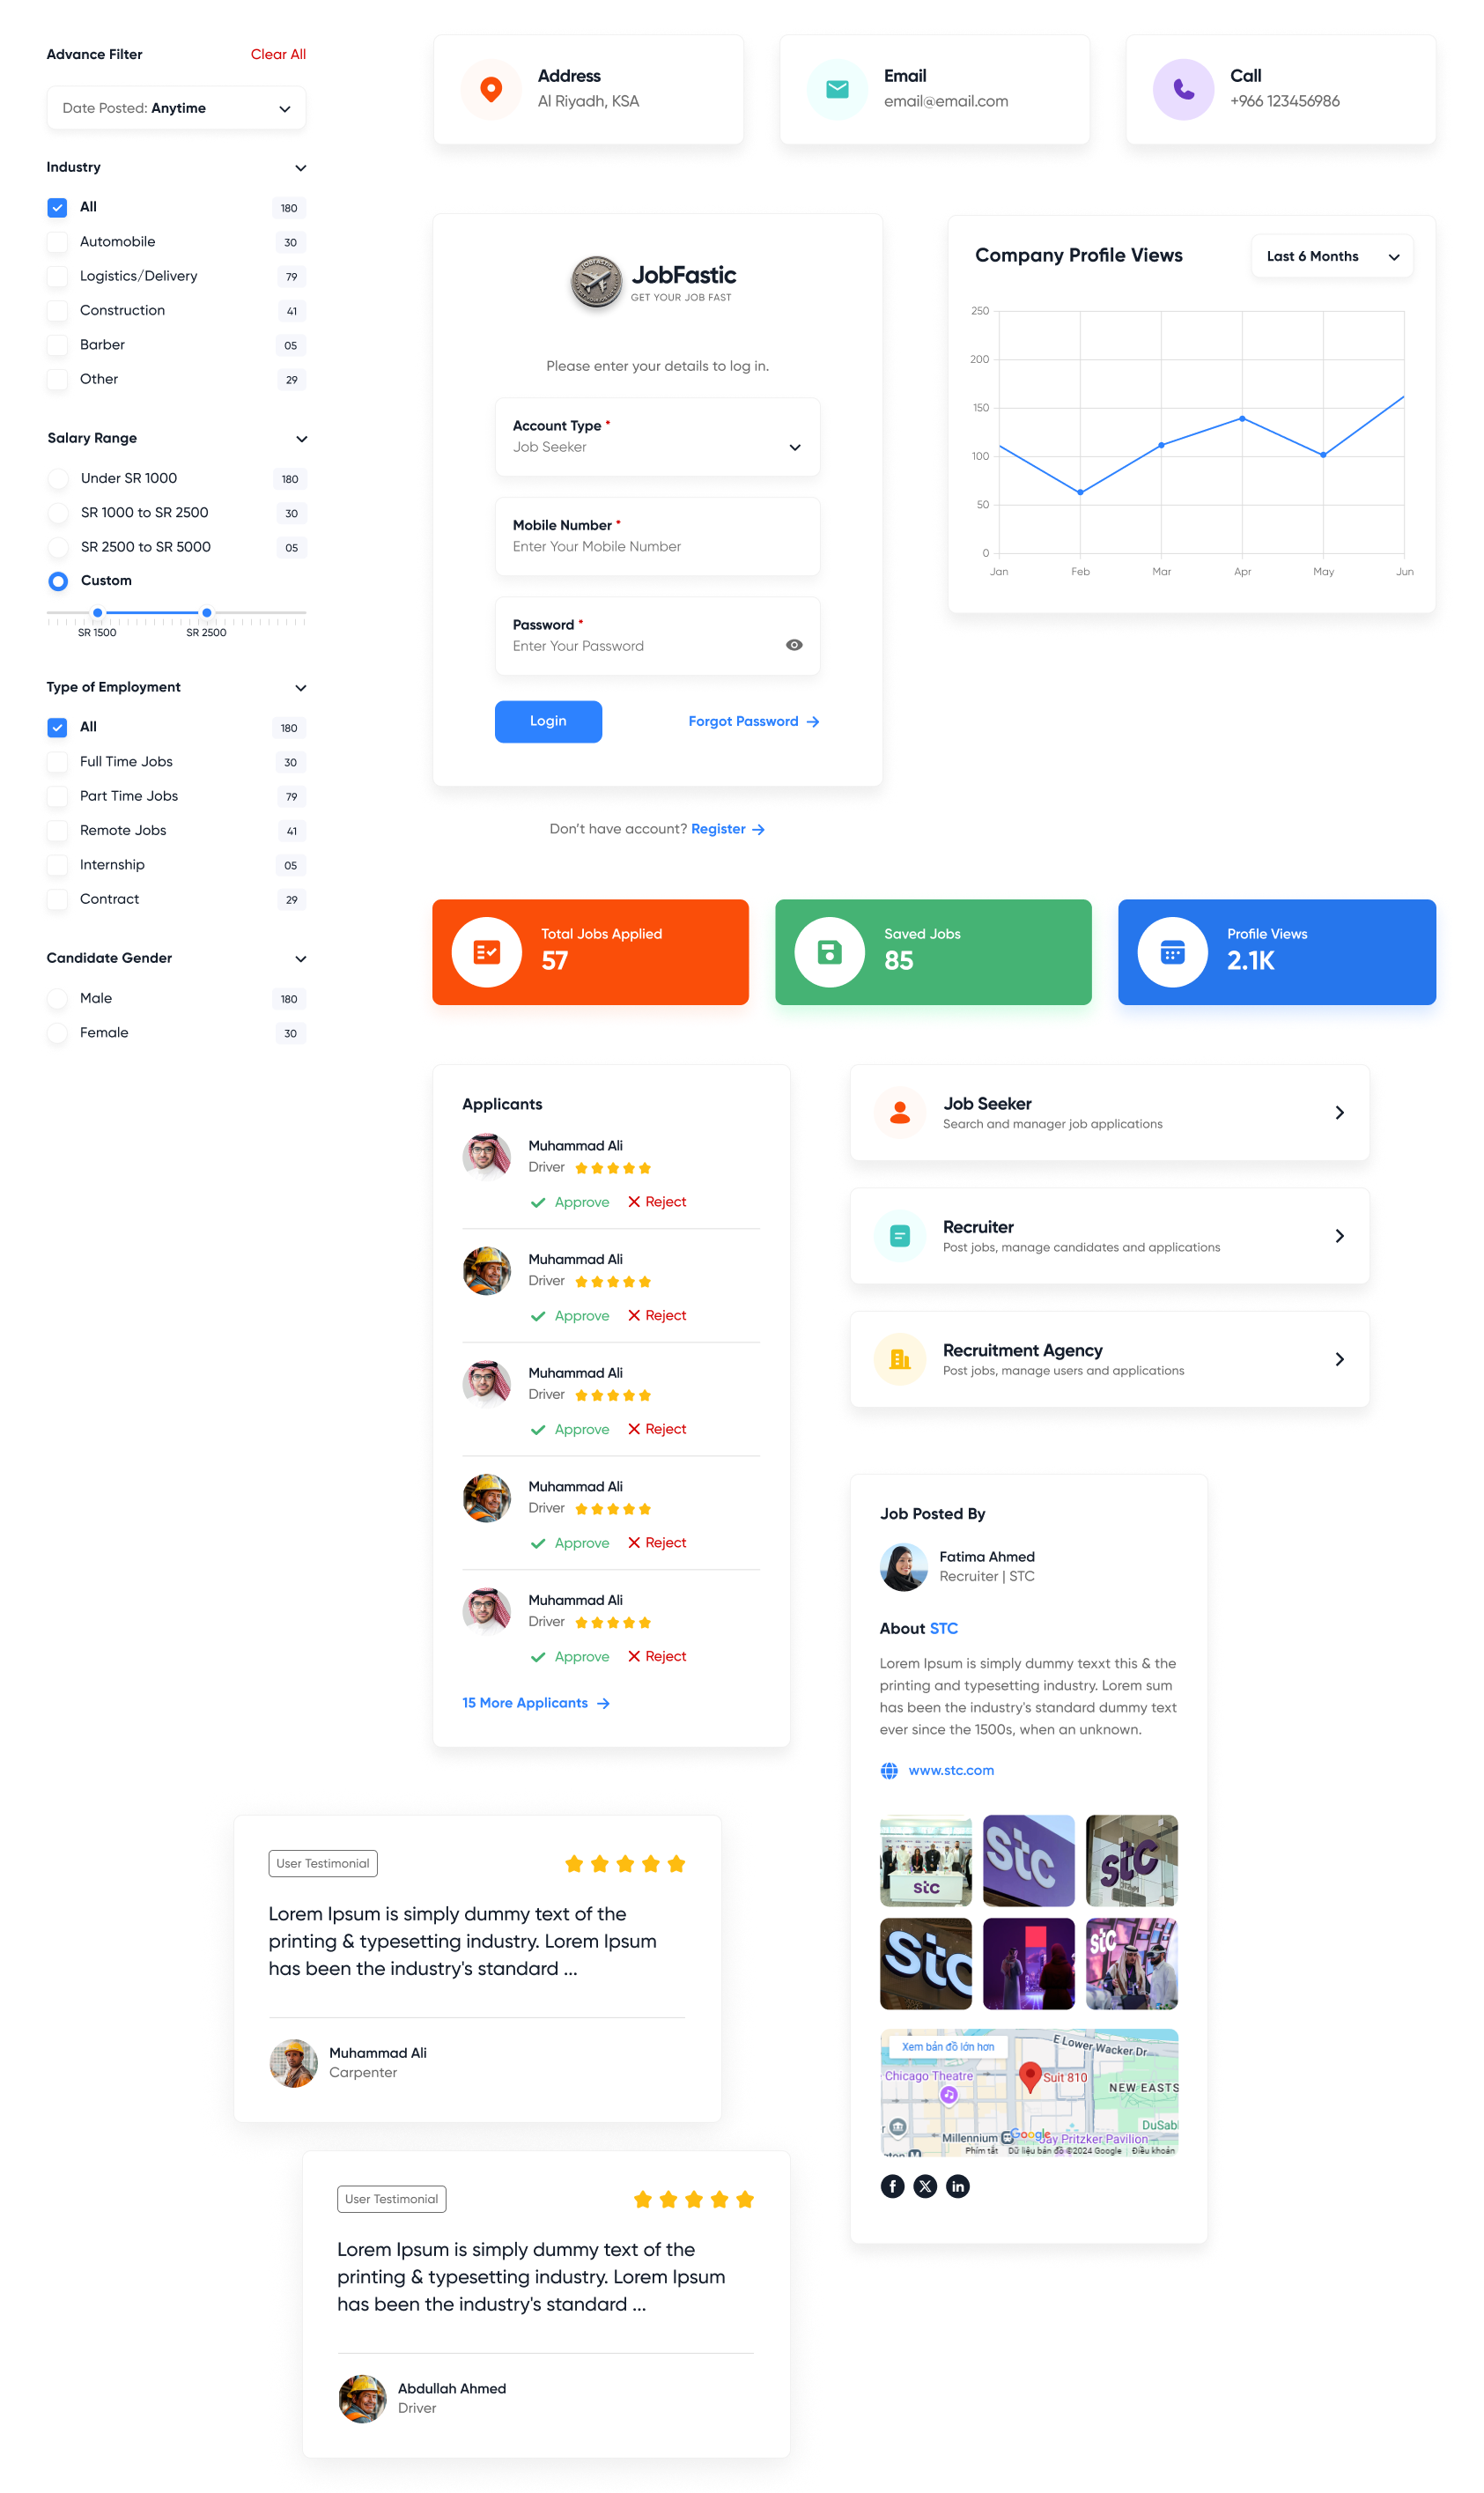 Advance Filter
Clear All
Date Posted: Anytime
Industry
All
180
Automobile
30
Logistics/Delivery
79
Construction
41
Barber
05
Other
29
Salary Range
Under SR 1000
180
SR 1000 to SR 2500
30
SR 2500 to SR 5000
05
Custom
SR 1500
SR 2500
Type of Employment
All
180
Full Time Jobs
30
Part Time Jobs
79
Remote Jobs
41
Internship
05
Contract
29
Candidate Gender
Male
180
Female
30
Address
Al Riyadh, KSA
Email
email@email.com
Call
+966 123456986
JobFastic
GET YOUR JOB FAST
Please enter your details to log in.
Account Type *
Job Seeker
Mobile Number *
Enter Your Mobile Number
Password *
Enter Your Password
Login
Forgot Password
Don't have account? Register
Company Profile Views
Last 6 Months
250
200
150
100
50
0
Jan
Feb
Mar
Apr
May
Jun
Total Jobs Applied
57
Saved Jobs
85
Profile Views
2.1K
Applicants
Muhammad Ali
Driver
Approve
Reject
Muhammad Ali
Driver
Approve
Reject
Muhammad Ali
Driver
Approve
Reject
Muhammad Ali
Driver
Approve
Reject
Muhammad Ali
Driver
Approve
Reject
15 More Applicants
Job Seeker
Search and manager job applications
Recruiter
Post jobs, manage candidates and applications
Recruitment Agency
Post jobs, manage users and applications
Job Posted By
Fatima Ahmed
Recruiter | STC
About STC
Lorem Ipsum is simply dummy texxt this & the
printing and typesetting industry. Lorem sum
has been the industry's standard dummy text
ever since the 1500s, when an unknown.
www.stc.com
stc
stc
stc
stc
stc
Xem bản đồ lớn hơn
E Lower Wacker Dr
Chicago Theatre
Suit 810
NEW EASTS
DuSabl
Millennium
Google
Jay Pritzker Pavilion
Phím tắt
Dữ liệu bản đồ ©2024 Google
Điều khoản
User Testimonial
Lorem Ipsum is simply dummy text of the
printing & typesetting industry. Lorem Ipsum
has been the industry's standard ...
Muhammad Ali
Carpenter
User Testimonial
Lorem Ipsum is simply dummy text of the
printing & typesetting industry. Lorem Ipsum
has been the industry's standard ...
Abdullah Ahmed
Driver